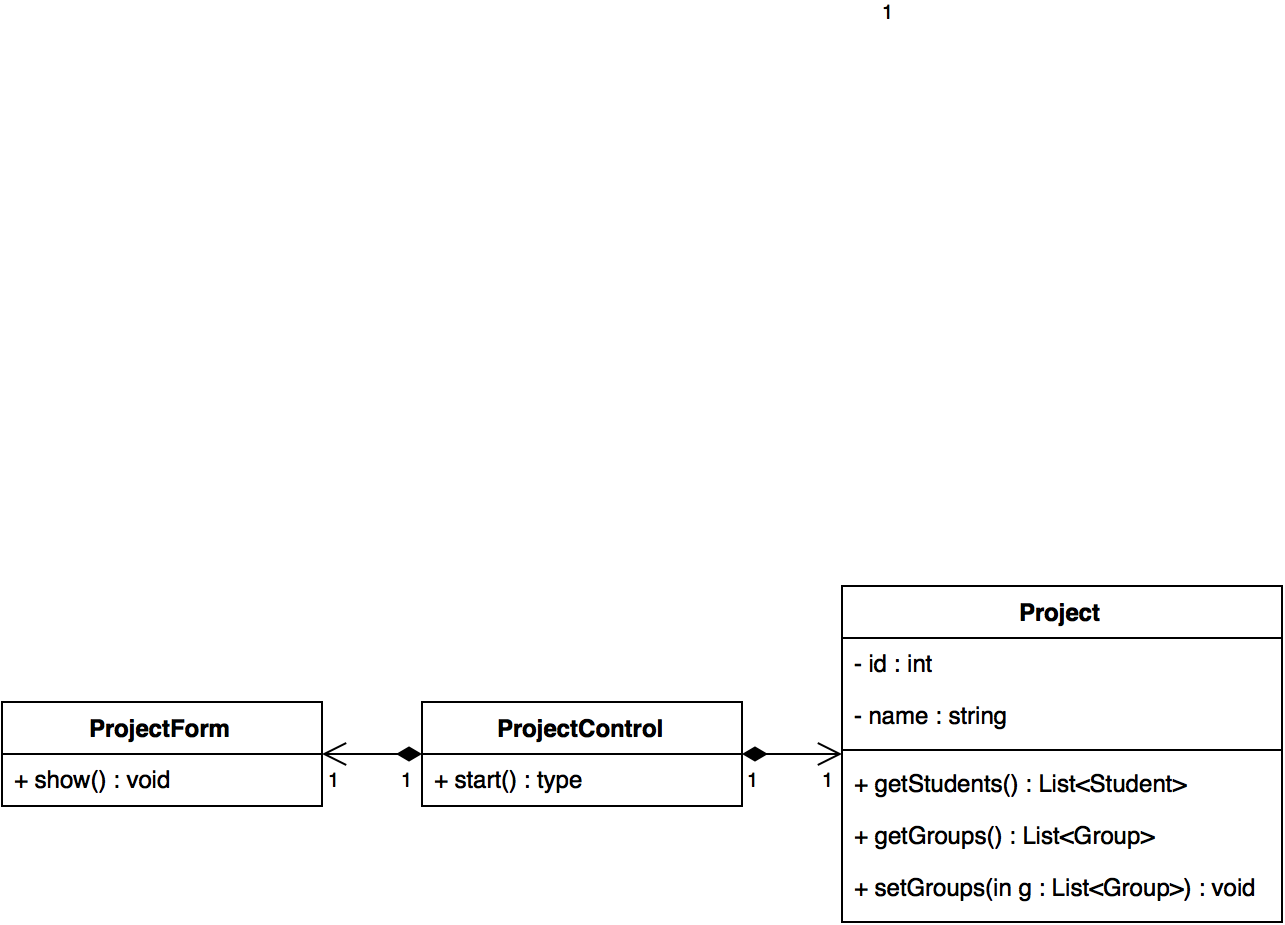 1
Project
- id : int
- name : string
+ getStudents() : List<Student>
+ getGroups() : List<Group>
+ setGroups(in g : List<Group>) : void
ProjectForm
+ show() : void
1
1
ProjectControl
+ start() : type
1
1